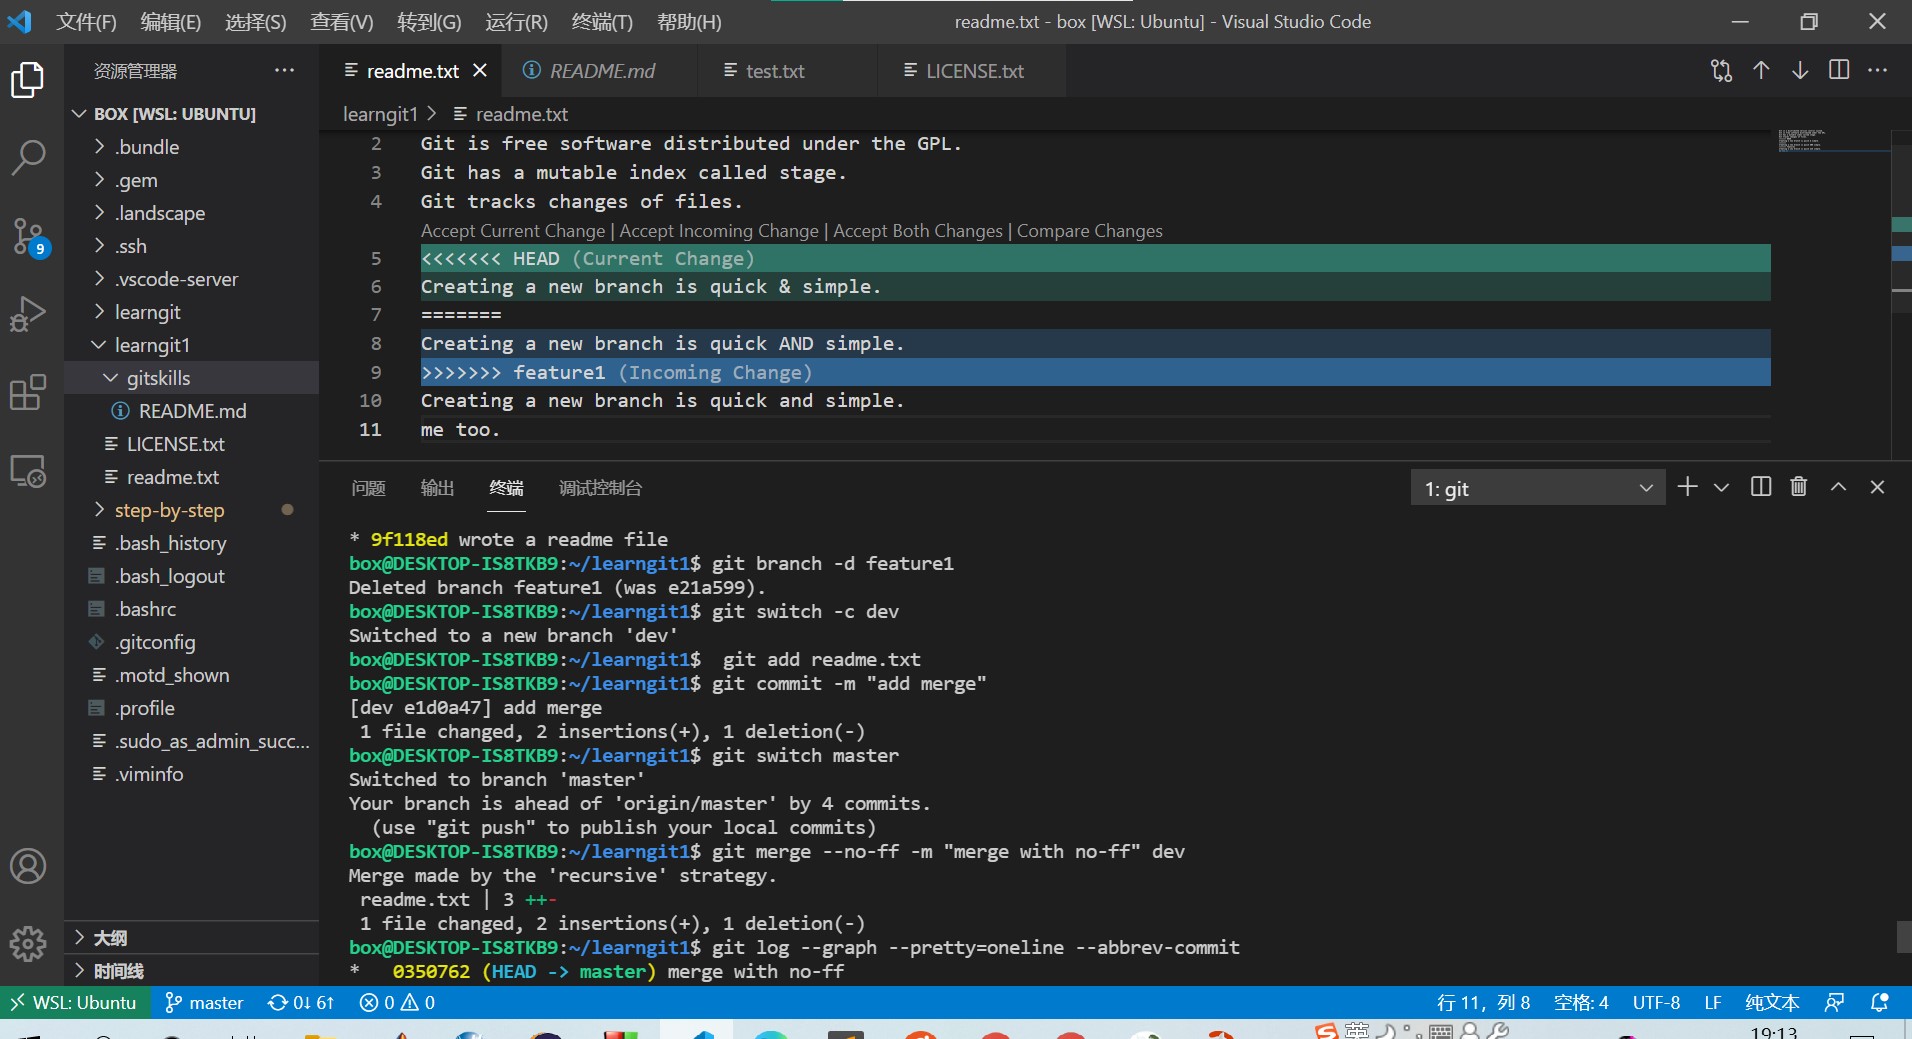 文件(F) 编辑(E) 选择(S) 查看(V) 转到(G) 运行(R) 终端(T) 帮助(H) readme.txt - box [WSL: Ubuntu] - Visual Studio Code
资源管理器
BOX [WSL: UBUNTU]
.bundle
.gem
.landscape
.ssh
.vscode-server
learngit
learngit1
gitskills
README.md
LICENSE.txt
readme.txt
step-by-step
.bash_history
.bash_logout
.bashrc
.gitconfig
.motd_shown
.profile
.sudo_as_admin_succ...
.viminfo
大纲
时间线
9
readme.txt README.md test.txt LICENSE.txt
learngit1 > readme.txt
2 Git is free software distributed under the GPL.
3 Git has a mutable index called stage.
4 Git tracks changes of files.
Accept Current Change | Accept Incoming Change | Accept Both Changes | Compare Changes
5 <<<<<<< HEAD (Current Change)
6 Creating a new branch is quick & simple.
7 =======
8 Creating a new branch is quick AND simple.
9 >>>>>>> feature1 (Incoming Change)
10 Creating a new branch is quick and simple.
11 me too.
问题 输出 终端 调试控制台 1: git
* 9f118ed wrote a readme file
box@DESKTOP-IS8TKB9:~/learngit1$ git branch -d feature1
Deleted branch feature1 (was e21a599).
box@DESKTOP-IS8TKB9:~/learngit1$ git switch -c dev
Switched to a new branch 'dev'
box@DESKTOP-IS8TKB9:~/learngit1$  git add readme.txt
box@DESKTOP-IS8TKB9:~/learngit1$ git commit -m "add merge"
[dev e1d0a47] add merge
 1 file changed, 2 insertions(+), 1 deletion(-)
box@DESKTOP-IS8TKB9:~/learngit1$ git switch master
Switched to branch 'master'
Your branch is ahead of 'origin/master' by 4 commits.
  (use "git push" to publish your local commits)
box@DESKTOP-IS8TKB9:~/learngit1$ git merge --no-ff -m "merge with no-ff" dev
Merge made by the 'recursive' strategy.
 readme.txt | 3 ++-
 1 file changed, 2 insertions(+), 1 deletion(-)
box@DESKTOP-IS8TKB9:~/learngit1$ git log --graph --pretty=oneline --abbrev-commit
*   0350762 (HEAD -> master) merge with no-ff
WSL: Ubuntu master 0↓ 6↑ 0 0 行 11，列 8 空格: 4 UTF-8 LF 纯文本
英
19:13